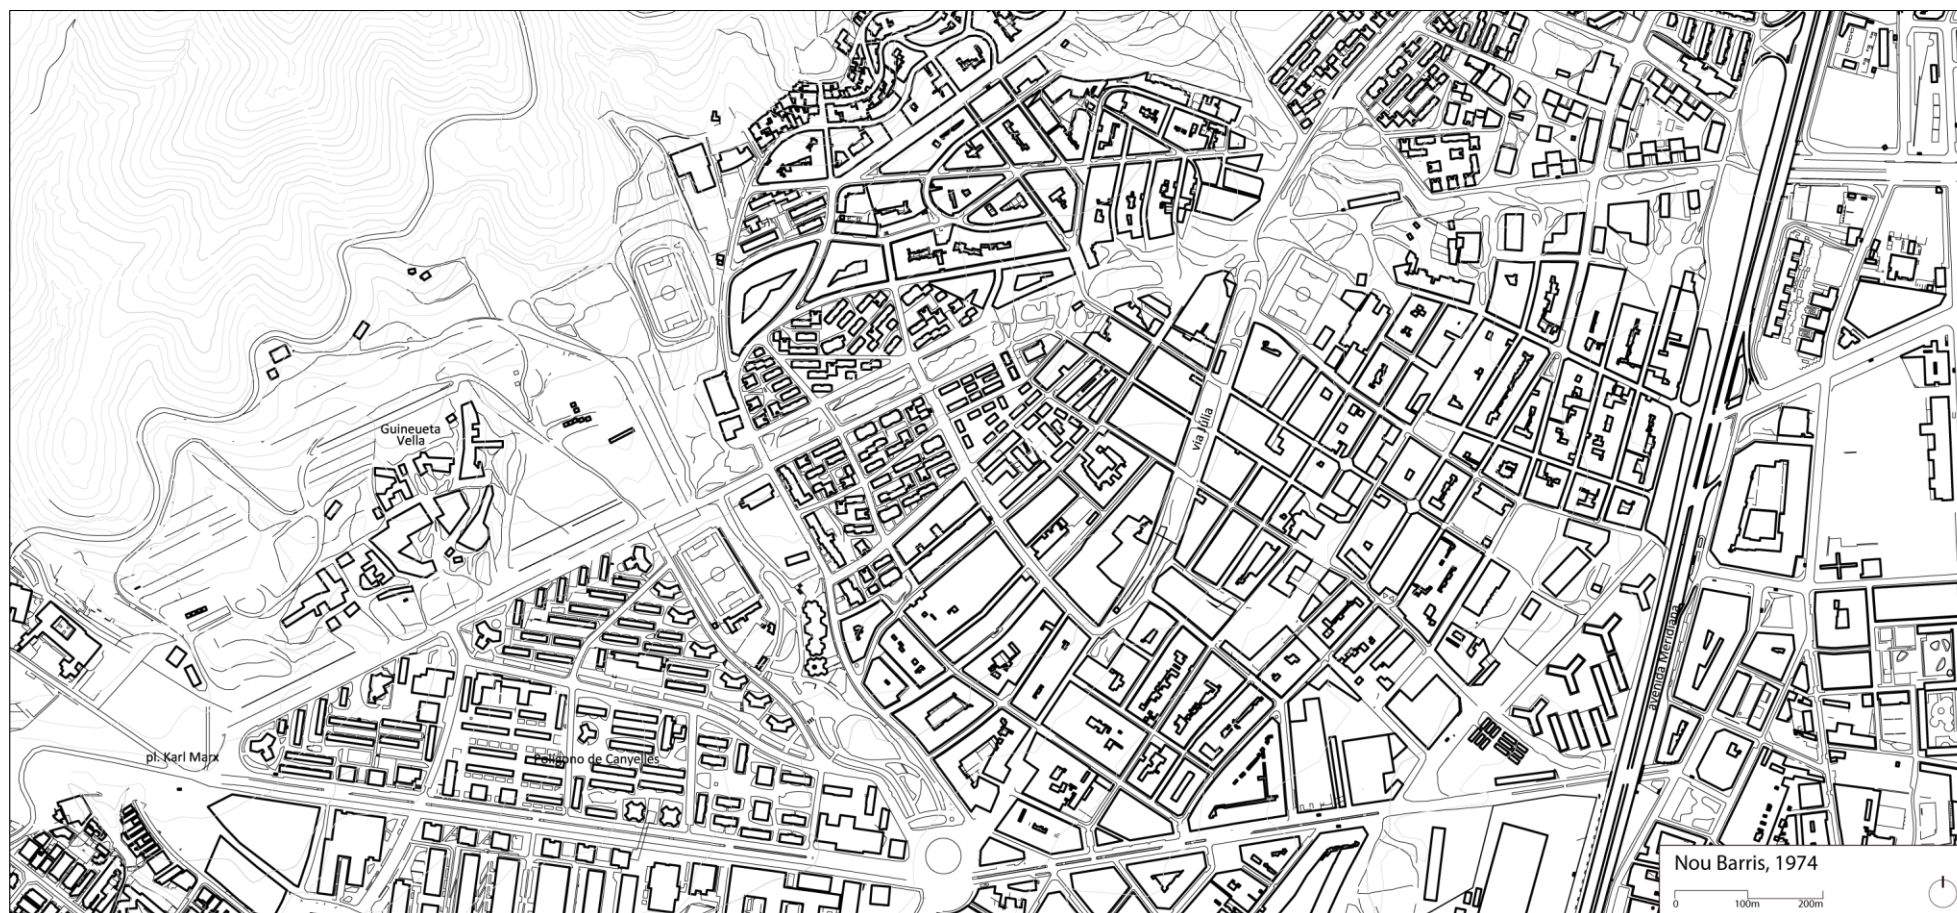 Guineueta
Vella
via Júlia
avenida Meridiana
pl. Karl Marx
Polígono de Canyelles
Nou Barris, 1974
0 100m 200m